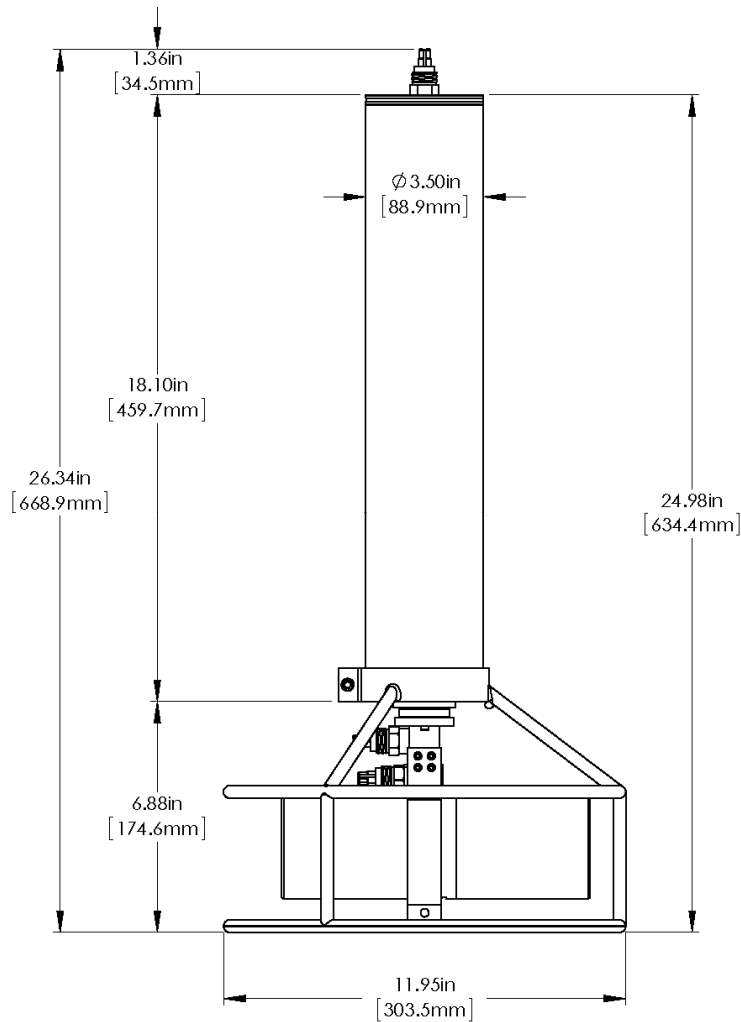 1.36in
[34.5mm]
⌀3.50in
[88.9mm]
18.10in
[459.7mm]
26.34in
[668.9mm]
24.98in
[634.4mm]
6.88in
[174.6mm]
11.95in
[303.5mm]